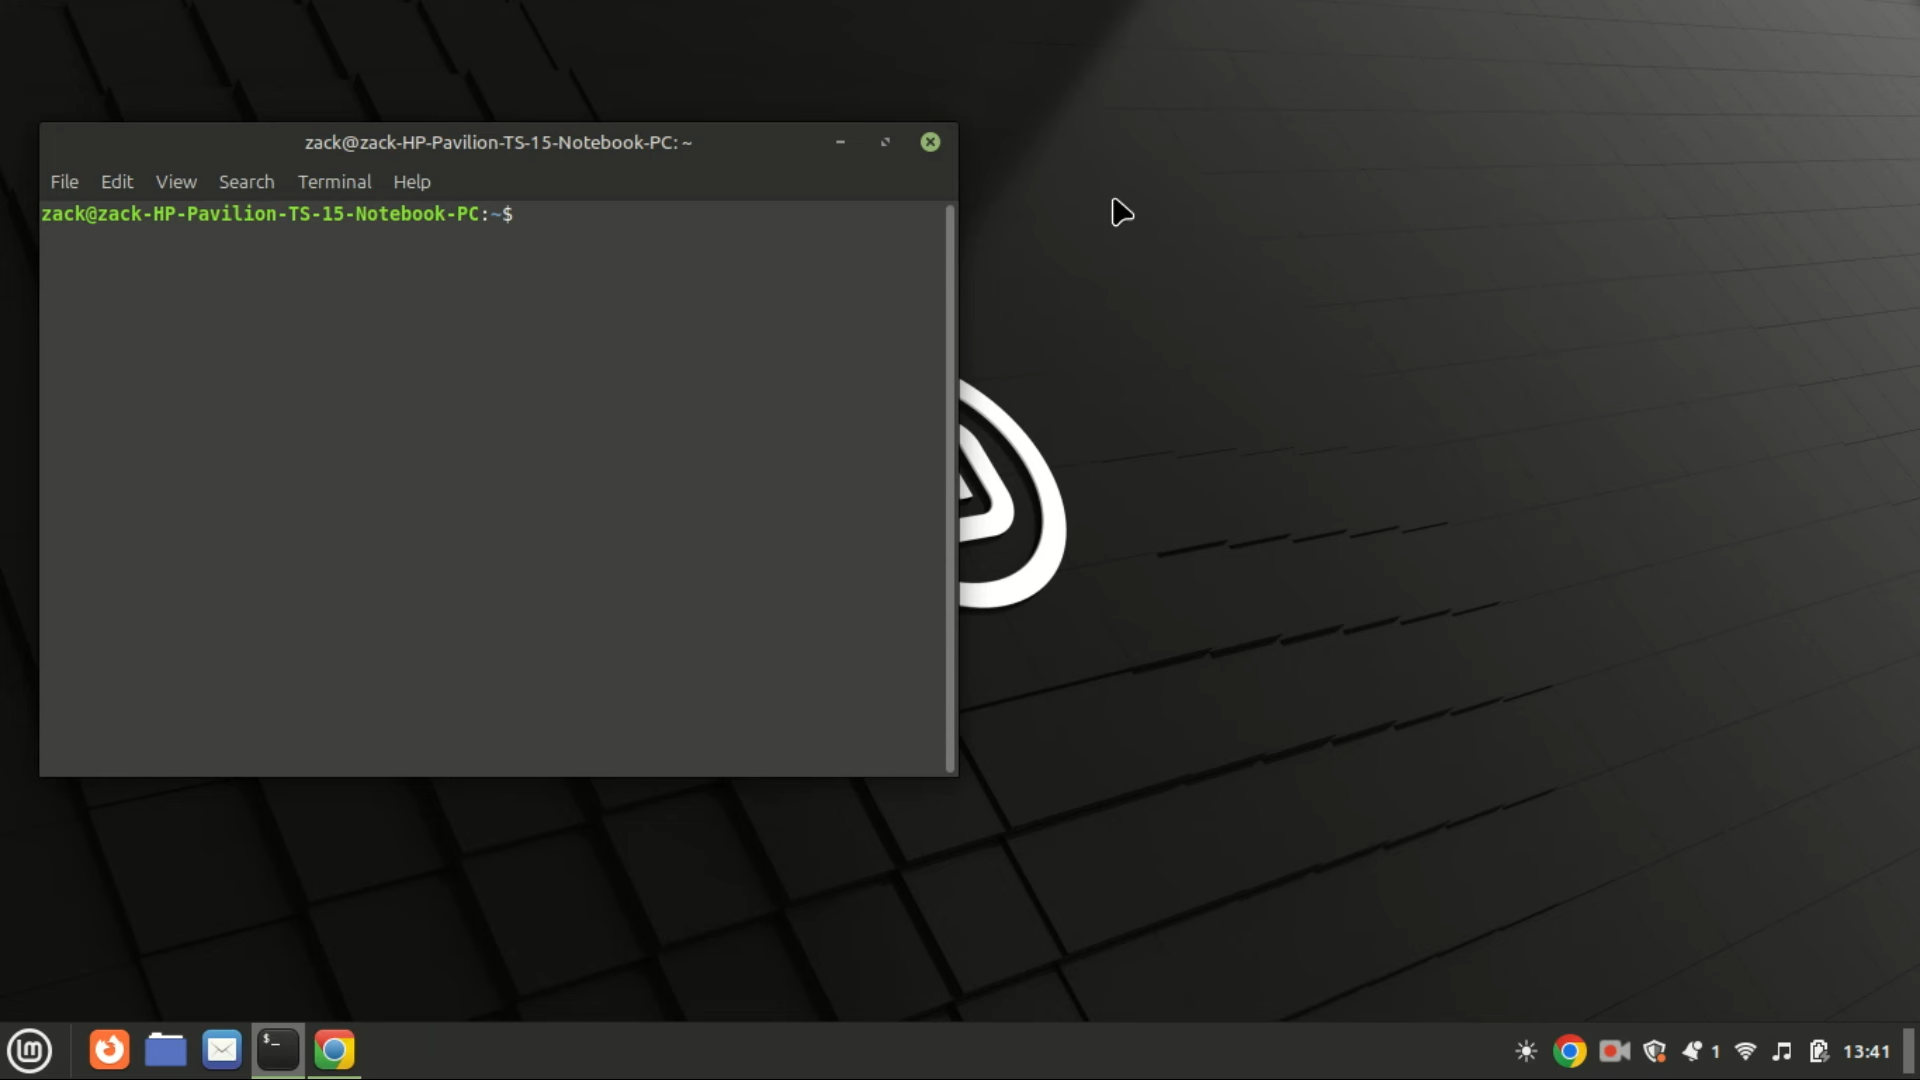 zack@zack-HP-Pavilion-TS-15-Notebook-PC: ~
File Edit View Search Terminal Help
zack@zack-HP-Pavilion-TS-15-Notebook-PC:~$
$_
1
13:41